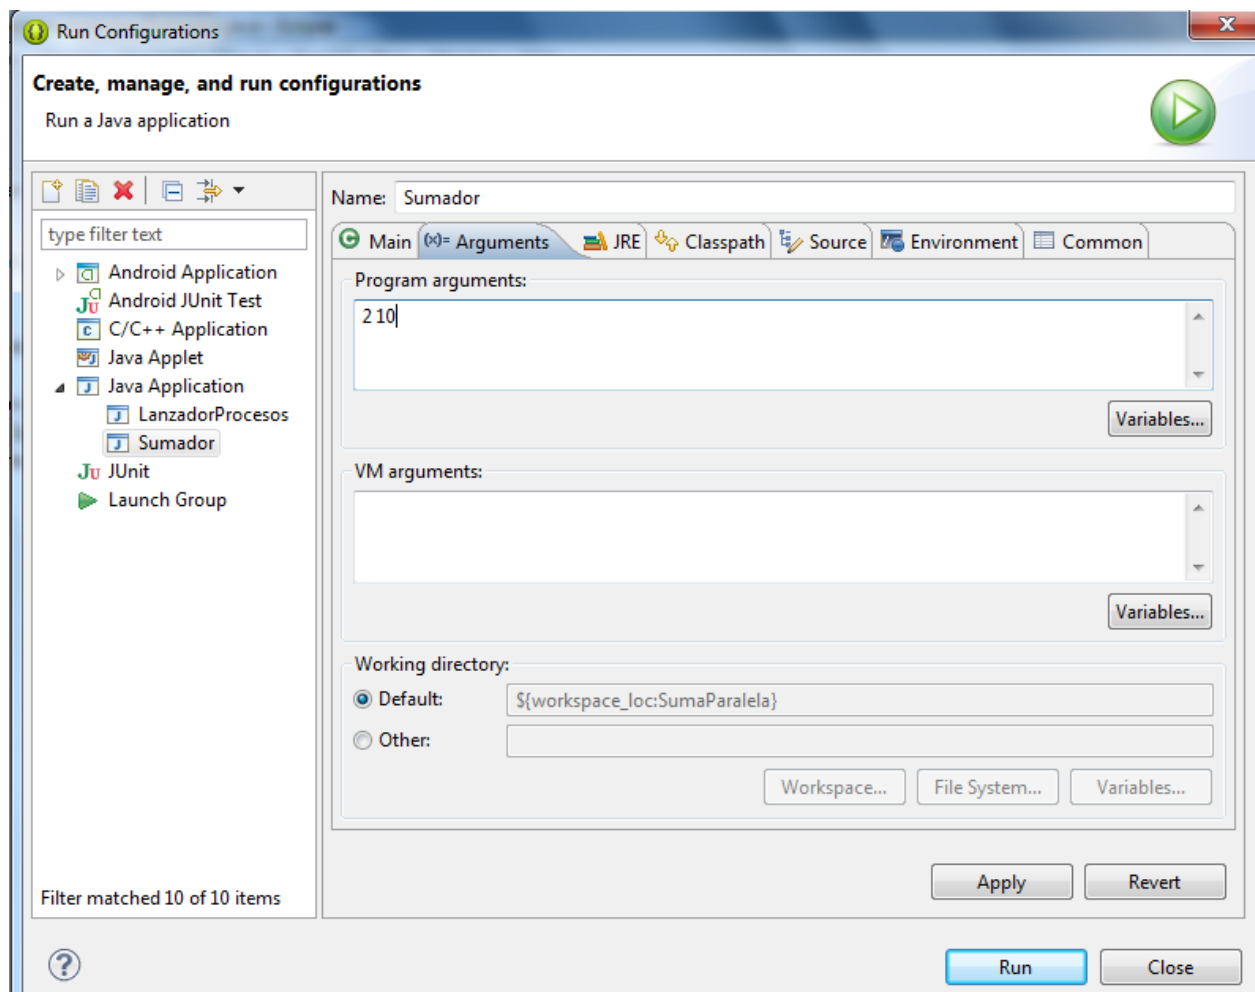 Run Configurations
X
Create, manage, and run configurations
Run a Java application
type filter text
Android Application
Ju Android JUnit Test
c C/C++ Application
Java Applet
J Java Application
J LanzadorProcesos
J Sumador
Ju JUnit
Launch Group
Filter matched 10 of 10 items
Name: Sumador
Main (x)= Arguments JRE Classpath Source Environment Common
Program arguments:
2 10
Variables...
VM arguments:
Variables...
Working directory:
Default: ${workspace_loc:SumaParalela}
Other:
Workspace... File System... Variables...
Apply Revert
? Run Close